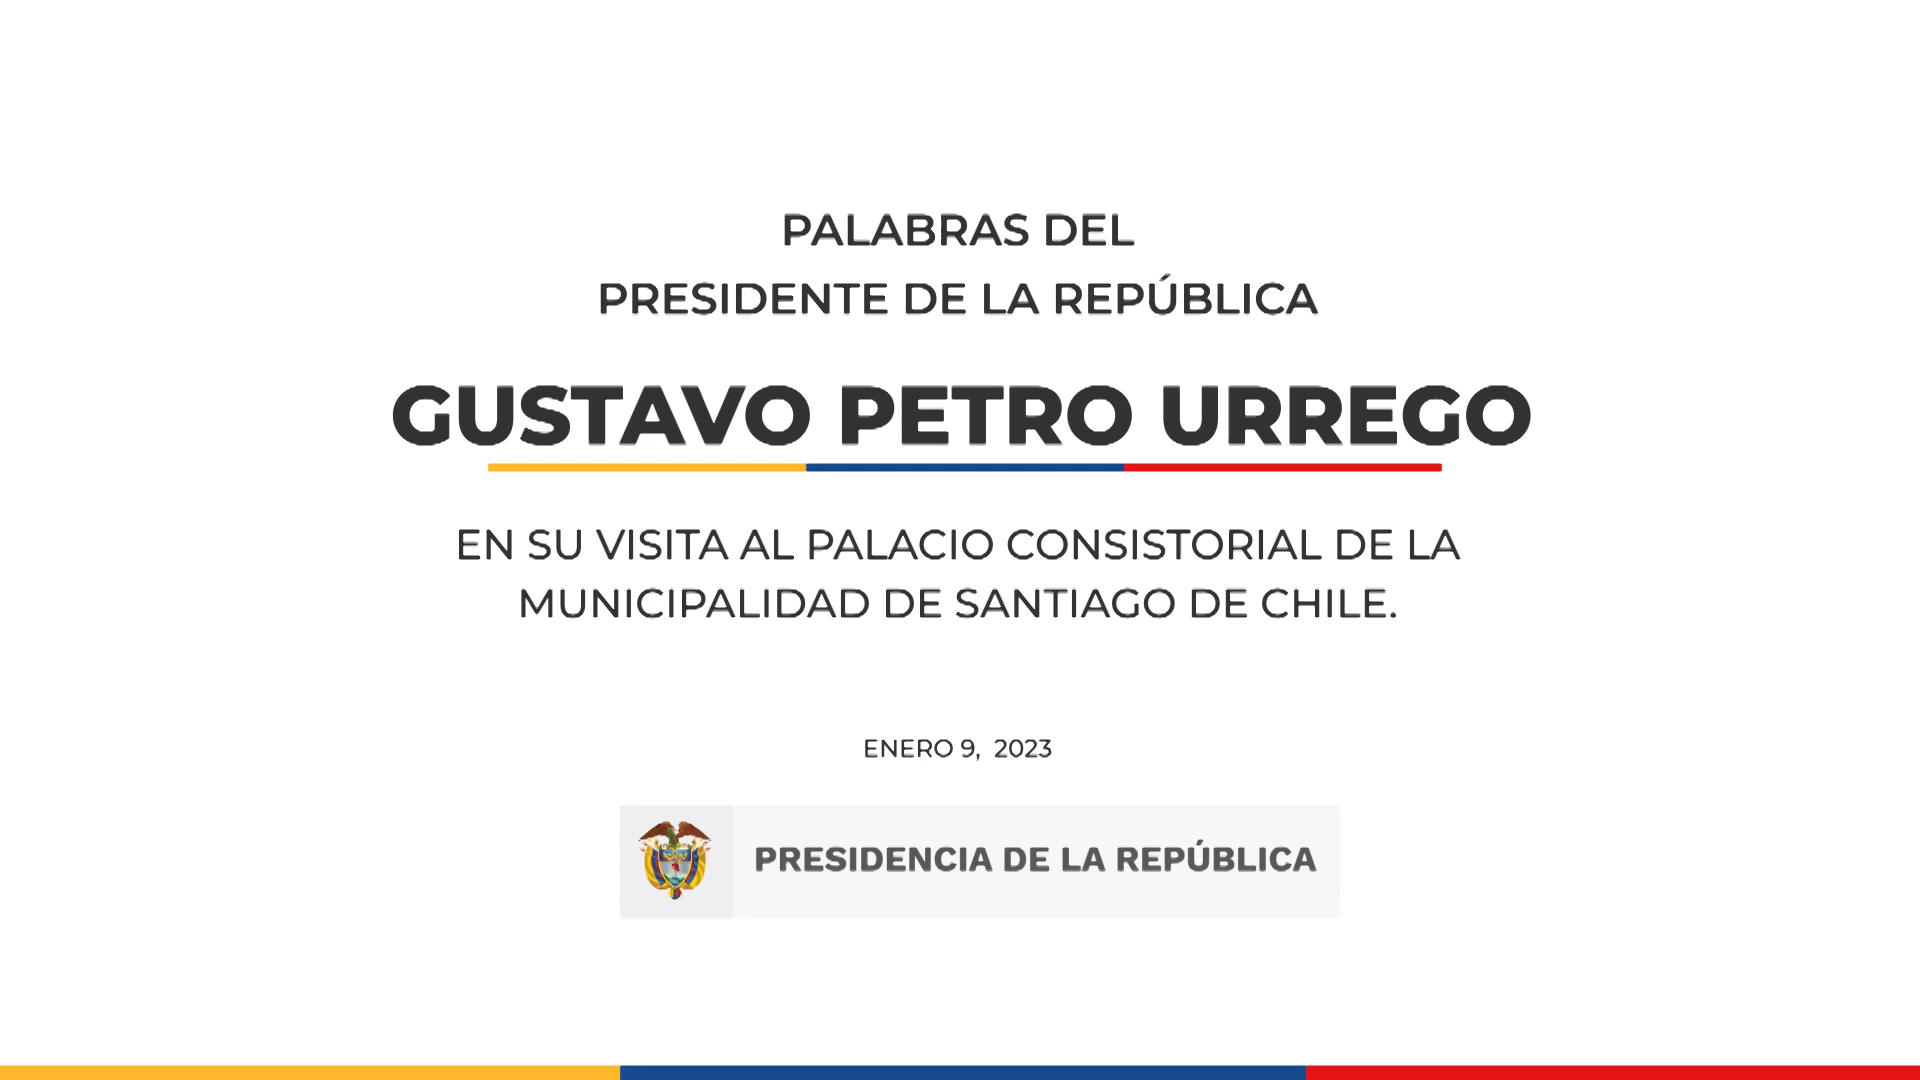 PALABRAS DEL
PRESIDENTE DE LA REPÚBLICA
GUSTAVO PETRO URREGO
EN SU VISITA AL PALACIO CONSISTORIAL DE LA
MUNICIPALIDAD DE SANTIAGO DE CHILE.
ENERO 9, 2023
PRESIDENCIA DE LA REPÚBLICA